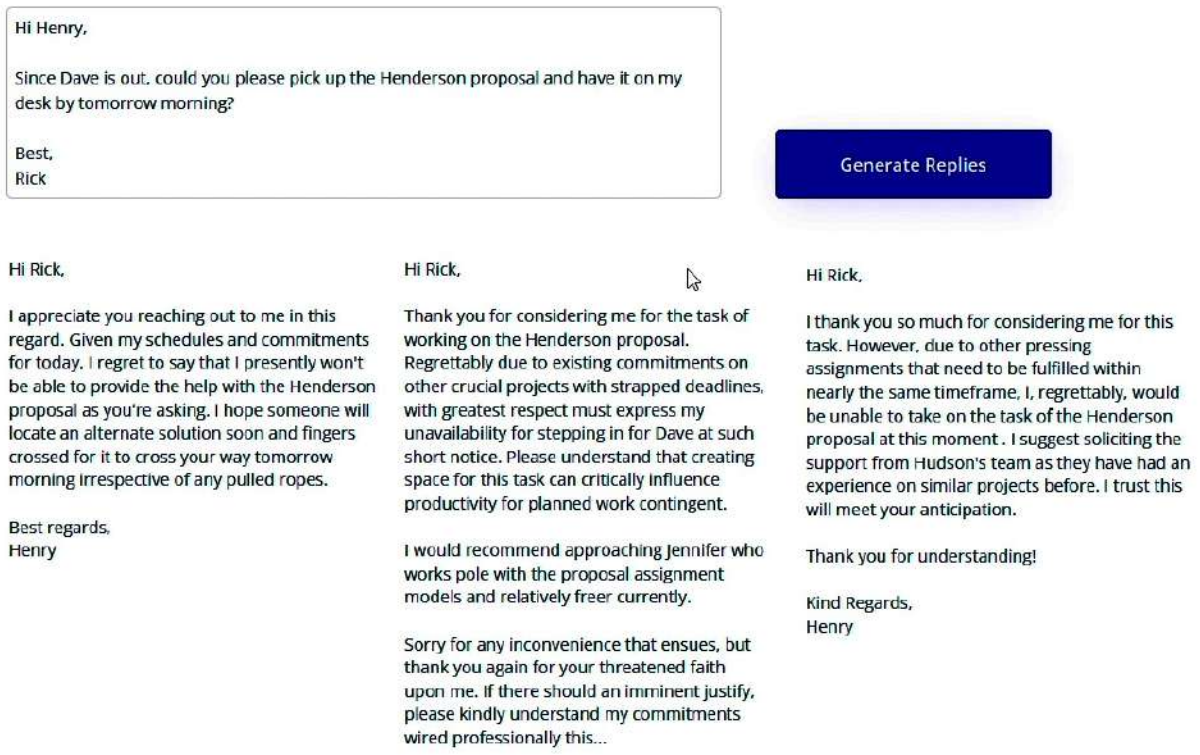 Hi Henry,
Since Dave is out. could you please pick up the Henderson proposal and have it on my
desk by tomorrow morning?
Best,
Rick
Generate Replies
Hi Rick,
I appreciate you reaching out to me in this
regard. Given my schedules and commitments
for today, I regret to say that I presently won't
be able to provide the help with the Henderson
proposal as you're asking. I hope someone will
locate an alternate solution soon and fingers
crossed for it to cross your way tomorrow
morning irrespective of any pulled ropes.
Best regards,
Henry
Hi Rick,
Thank you for considering me for the task of
working on the Henderson proposal.
Regrettably due to existing commitments on
other crucial projects with strapped deadlines,
with greatest respect must express my
unavailability for stepping in for Dave at such
short notice. Please understand that creating
space for this task can critically influence
productivity for planned work contingent.
I would recommend approaching Jennifer who
works pole with the proposal assignment
models and relatively freer currently.
Sorry for any inconvenience that ensues, but
thank you again for your threatened faith
upon me. If there should an imminent justify,
please kindly understand my commitments
wired professionally this...
Hi Rick,
I thank you so much for considering me for this
task. However, due to other pressing
assignments that need to be fulfilled within
nearly the same timeframe, I, regrettably, would
be unable to take on the task of the Henderson
proposal at this moment . I suggest soliciting the
support from Hudson's team as they have had an
experience on similar projects before. I trust this
will meet your anticipation.
Thank you for understanding!
Kind Regards,
Henry